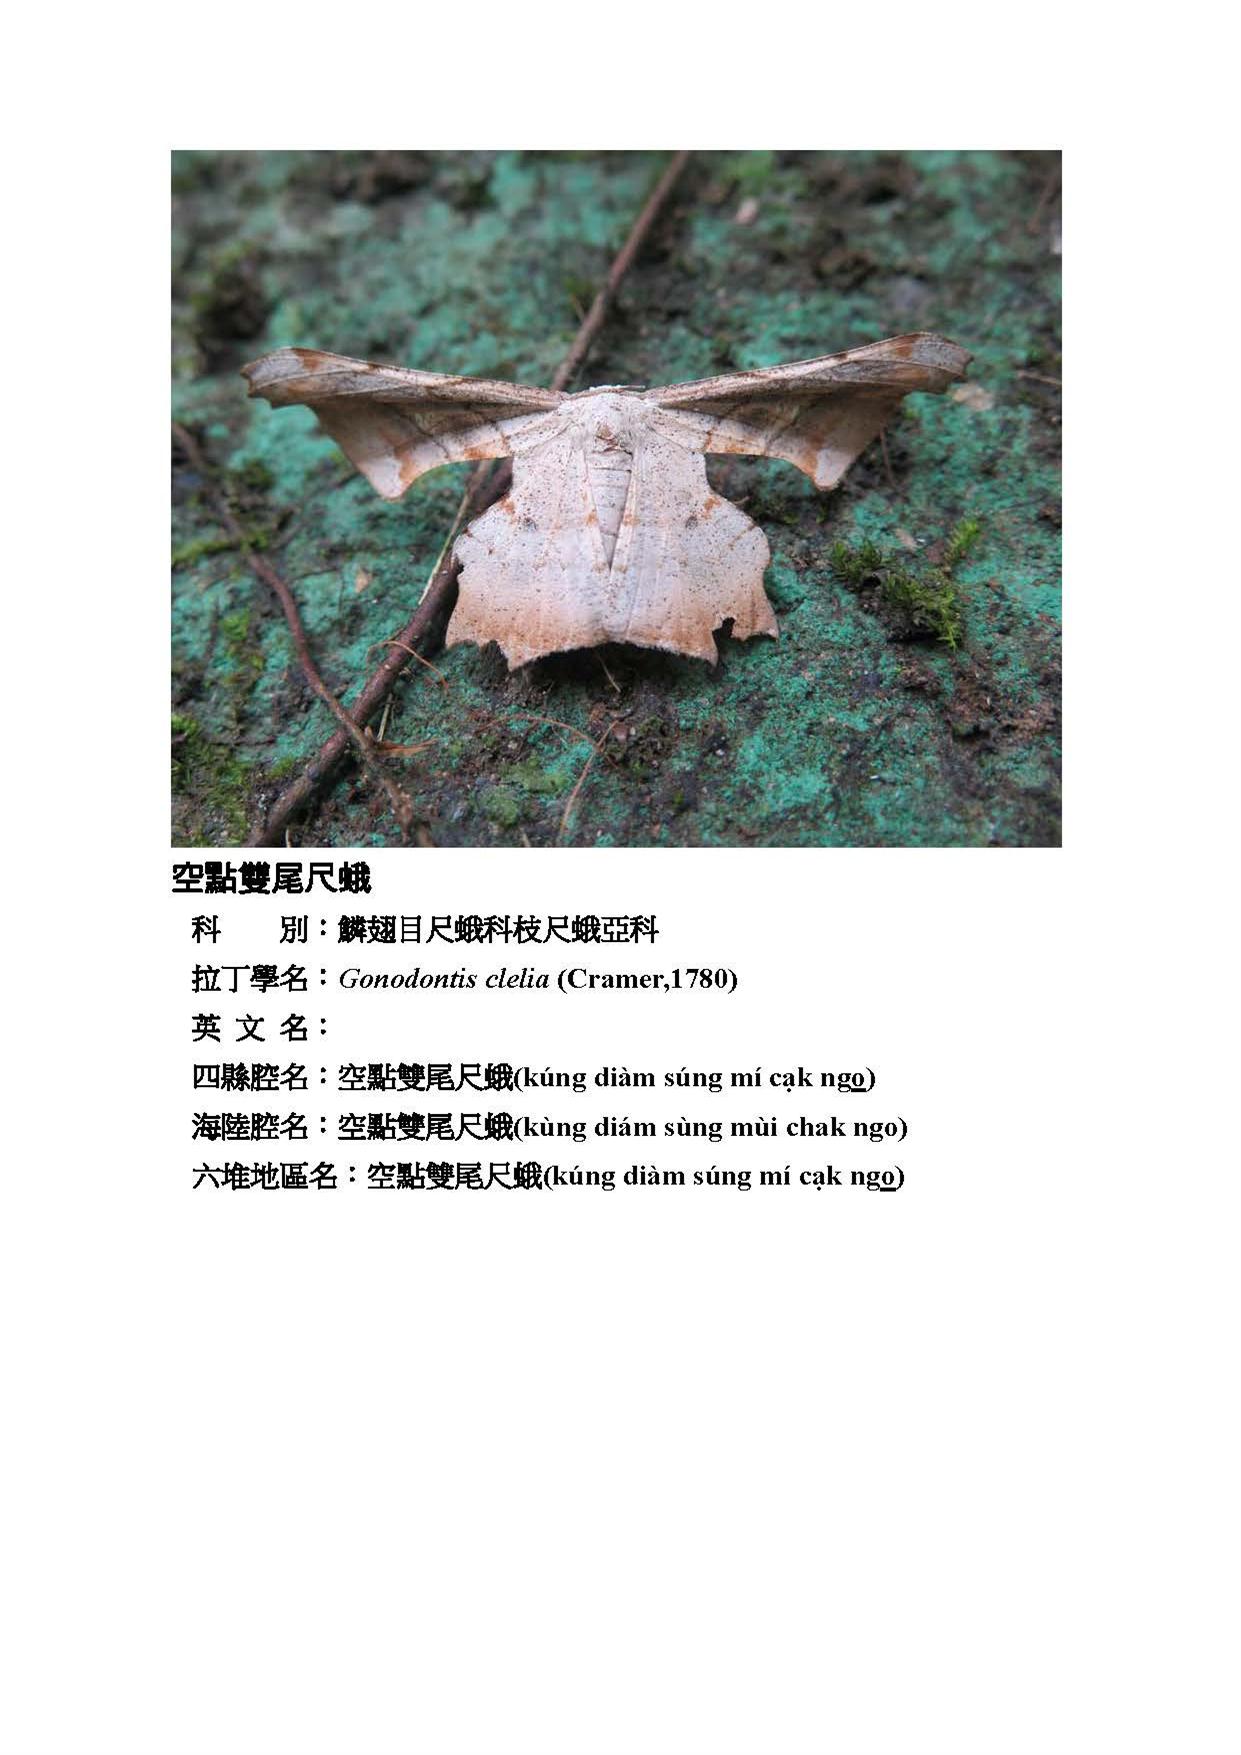 空點雙尾尺蛾
科　　別：鱗翅目尺蛾科枝尺蛾亞科
拉丁學名：Gonodontis clelia (Cramer,1780)
英 文 名：
四縣腔名：空點雙尾尺蛾(kúng diàm súng mí cạk ngo̲)
海陸腔名：空點雙尾尺蛾(kùng diám sùng mùi chak ngo)
六堆地區名：空點雙尾尺蛾(kúng diàm súng mí cạk ngo̲)